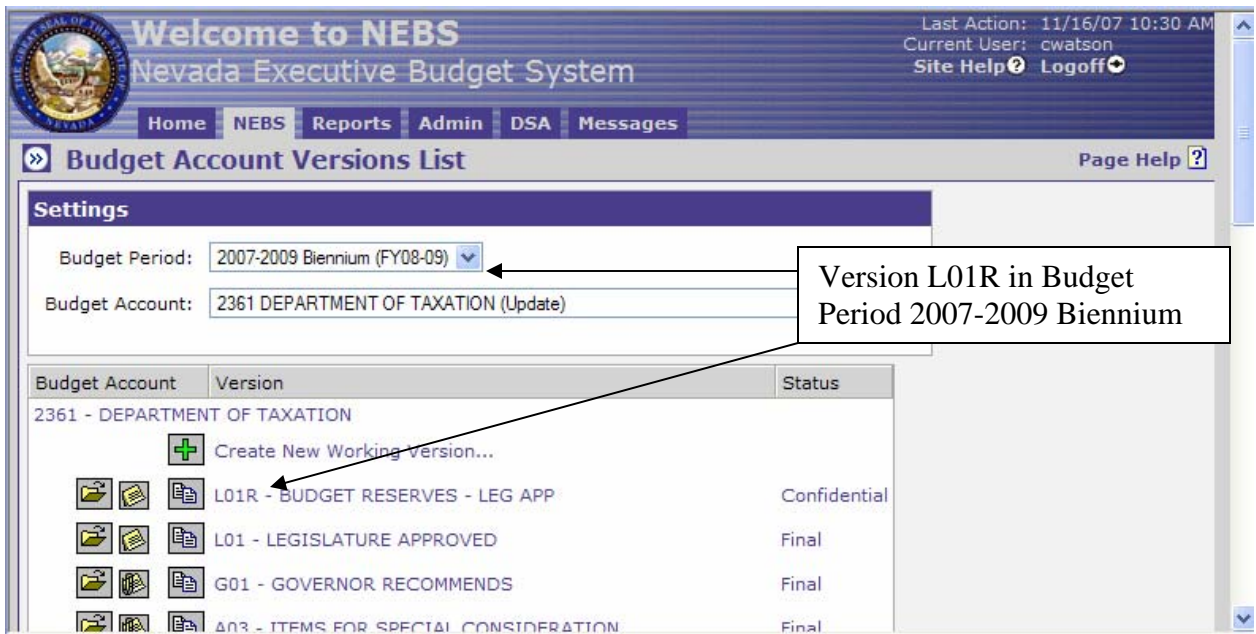 Welcome to NEBS
Nevada Executive Budget System
Last Action: 11/16/07 10:30 AM
Current User: cwatson
Site Help Logoff
Home NEBS Reports Admin DSA Messages
Budget Account Versions List
Page Help
Settings
Budget Period: 2007-2009 Biennium (FY08-09)
Budget Account: 2361 DEPARTMENT OF TAXATION (Update)
Version L01R in Budget
Period 2007-2009 Biennium
Budget Account Version Status
2361 - DEPARTMENT OF TAXATION
Create New Working Version...
L01R - BUDGET RESERVES - LEG APP Confidential
L01 - LEGISLATURE APPROVED Final
G01 - GOVERNOR RECOMMENDS Final
A03 - ITEMS FOR SPECIAL CONSIDERATION Final